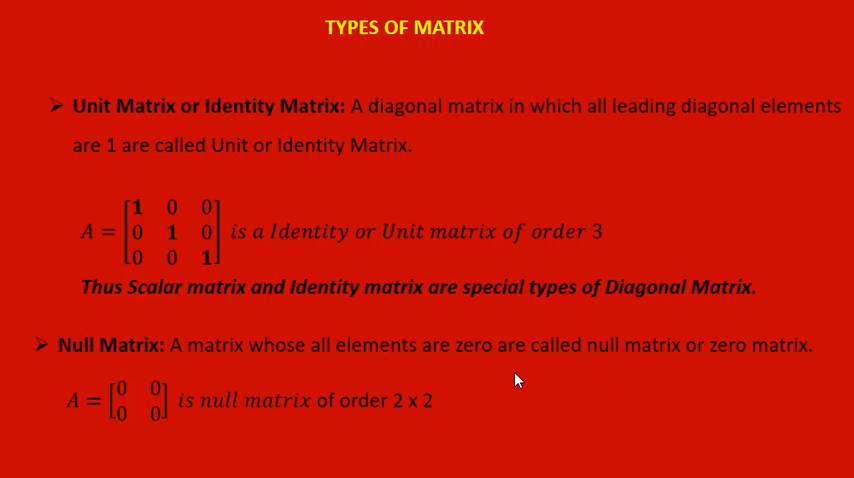 TYPES OF MATRIX
➢ Unit Matrix or Identity Matrix: A diagonal matrix in which all leading diagonal elements
are 1 are called Unit or Identity Matrix.
A = [1 0 0
0 1 0
0 0 1] is a Identity or Unit matrix of order 3
Thus Scalar matrix and Identity matrix are special types of Diagonal Matrix.
➢ Null Matrix: A matrix whose all elements are zero are called null matrix or zero matrix.
A = [0 0
0 0] is null matrix of order 2 x 2